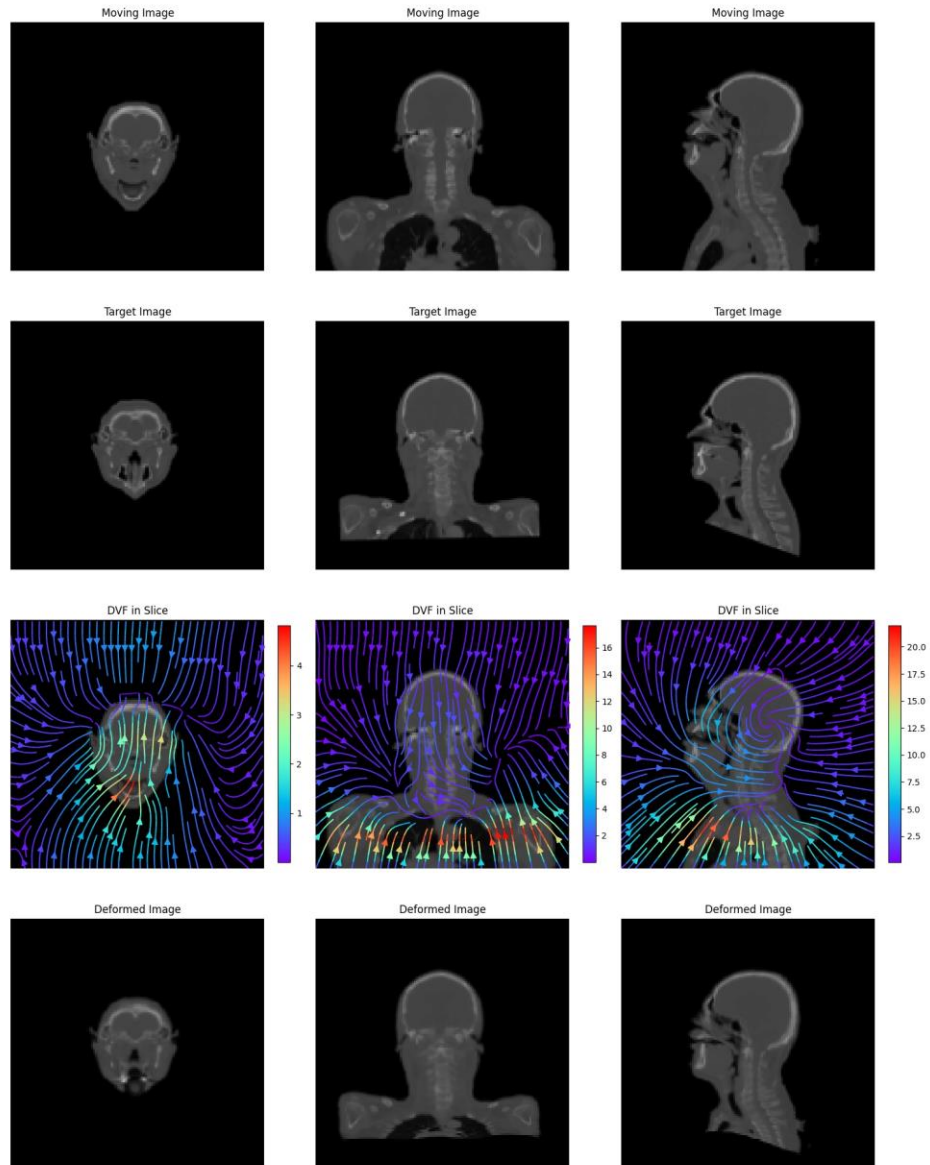 Moving Image
Moving Image
Moving Image
Target Image
Target Image
Target Image
DVF in Slice
DVF in Slice
DVF in Slice
4
3
2
1
16
14
12
10
8
6
4
2
20.0
17.5
15.0
12.5
10.0
7.5
5.0
2.5
Deformed Image
Deformed Image
Deformed Image